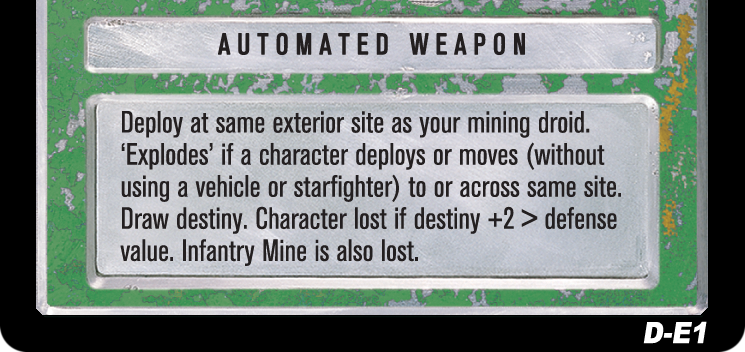 AUTOMATED WEAPON
Deploy at same exterior site as your mining droid.
‘Explodes’ if a character deploys or moves (without
using a vehicle or starfighter) to or across same site.
Draw destiny. Character lost if destiny +2 > defense
value. Infantry Mine is also lost.
D-E1